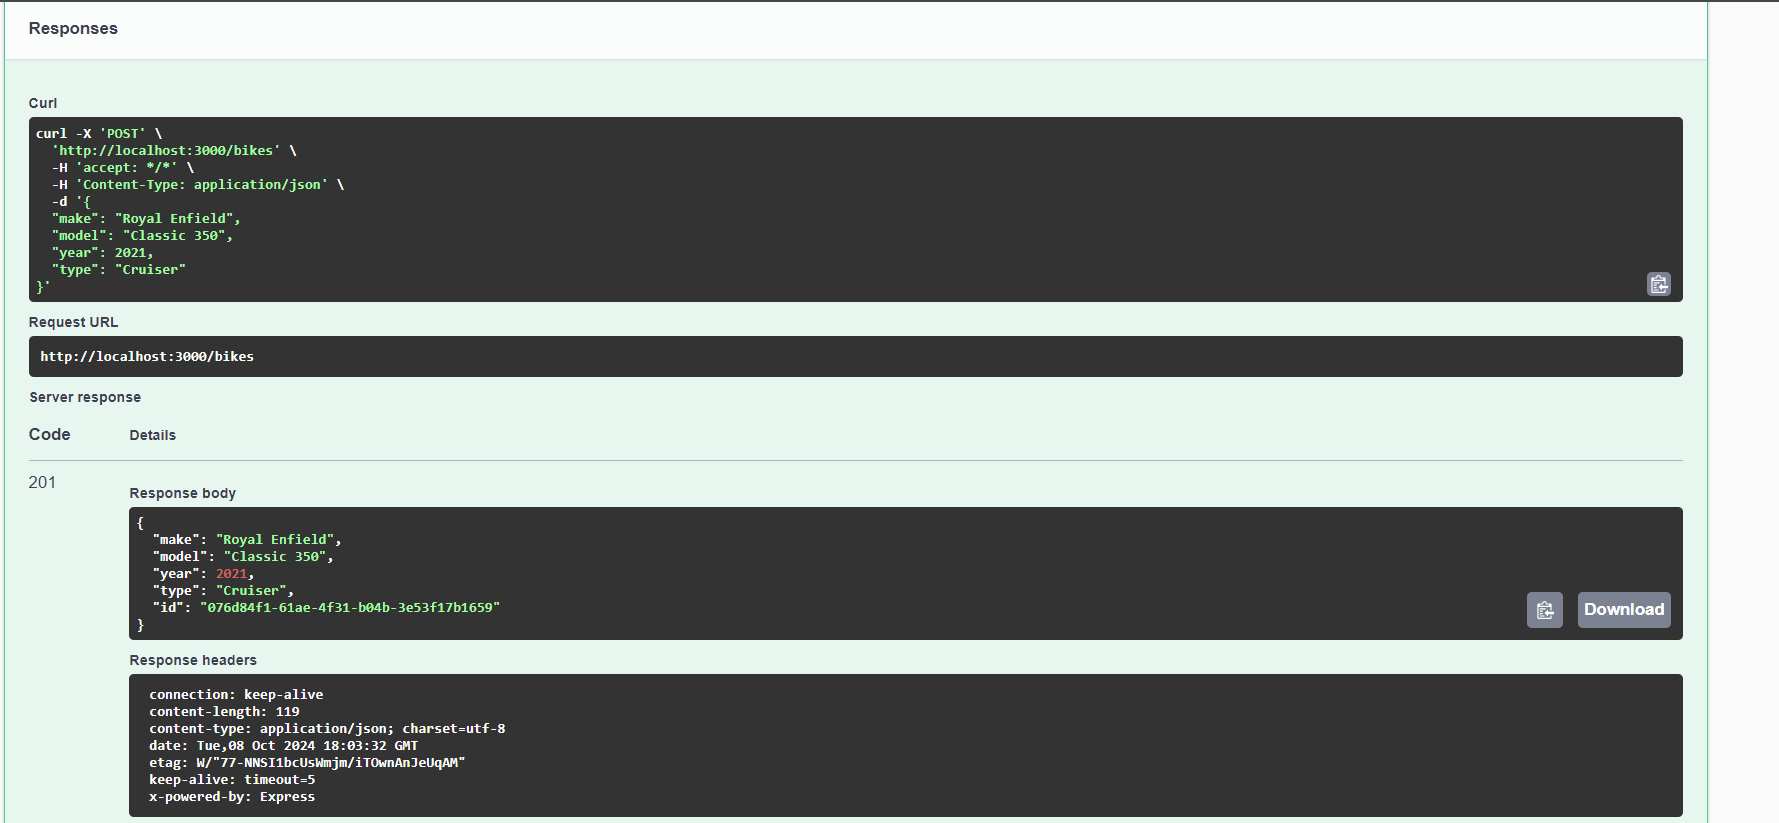 Responses
Curl
curl -X 'POST' \
'http://localhost:3000/bikes' \
-H 'accept: */*' \
-H 'Content-Type: application/json' \
-d '{
"make": "Royal Enfield",
"model": "Classic 350",
"year": 2021,
"type": "Cruiser"
}'
Request URL
http://localhost:3000/bikes
Server response
Code Details
201
Response body
{
"make": "Royal Enfield",
"model": "Classic 350",
"year": 2021,
"type": "Cruiser",
"id": "076d84f1-61ae-4f31-b04b-3e53f17b1659"
}
Download
Response headers
connection: keep-alive
content-length: 119
content-type: application/json; charset=utf-8
date: Tue,08 Oct 2024 18:03:32 GMT
etag: W/"77-NNSI1bcUsWmjm/iTOwnAnJeUqAM"
keep-alive: timeout=5
x-powered-by: Express